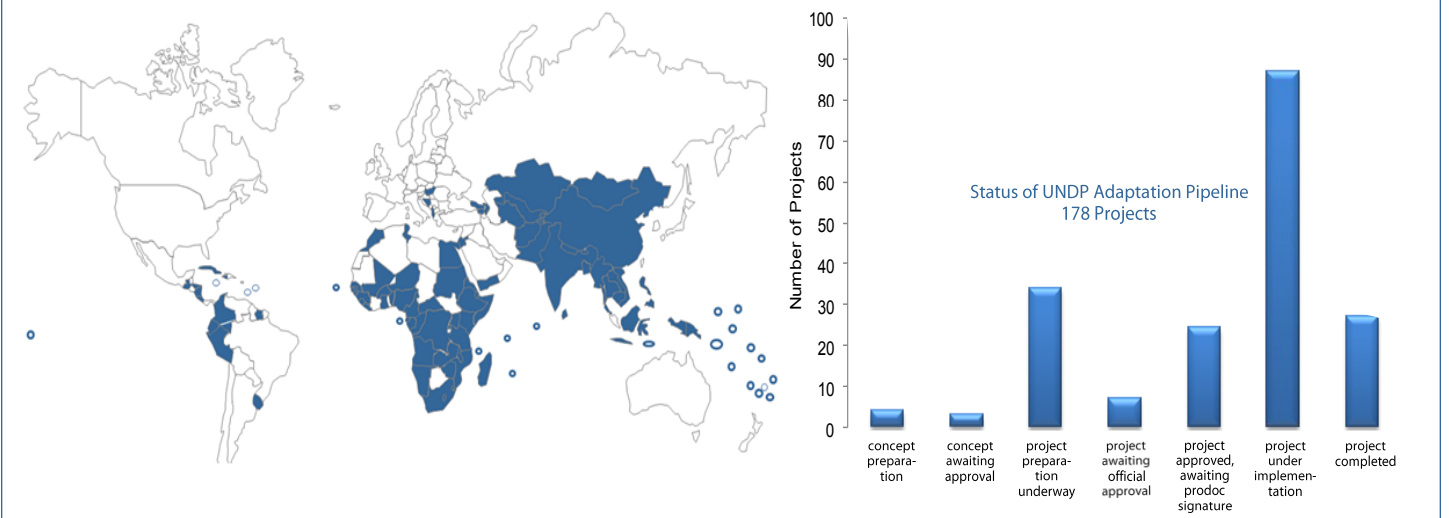 100
90
80
70
60
50
40
30
20
10
0
Number of Projects
Status of UNDP Adaptation Pipeline
178 Projects
concept
prepara-
tion
concept
awaiting
approval
project
prepara-
tion
underway
project
awaiting
official
approval
project
approved,
awaiting
prodoc
signature
project
under
implemen-
tation
project
completed